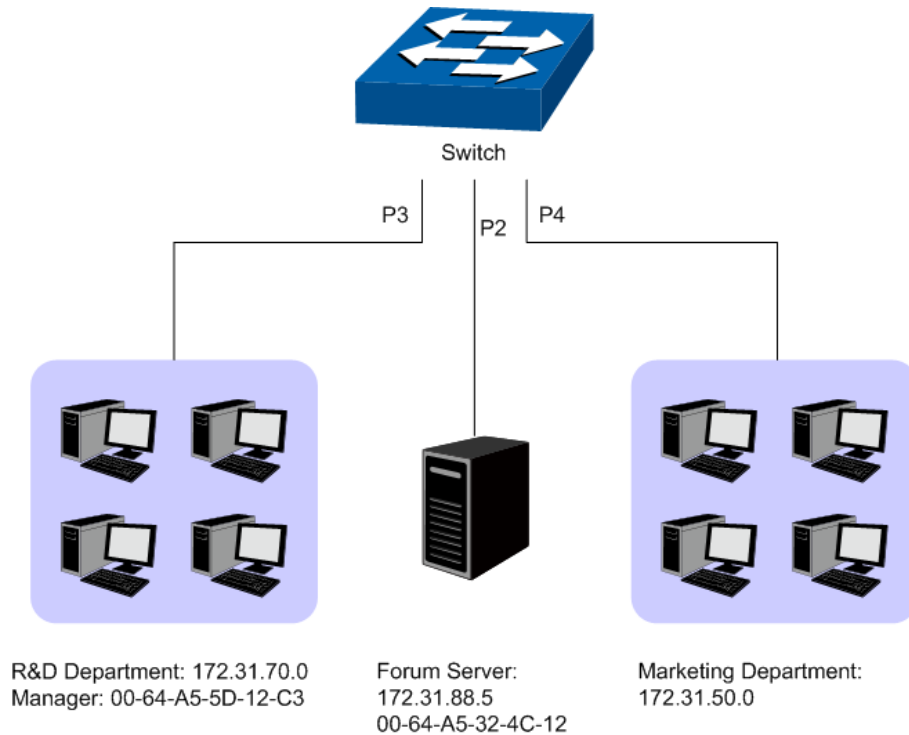 Switch
P3
P2
P4
R&D Department: 172.31.70.0
Manager: 00-64-A5-5D-12-C3
Forum Server:
172.31.88.5
00-64-A5-32-4C-12
Marketing Department:
172.31.50.0